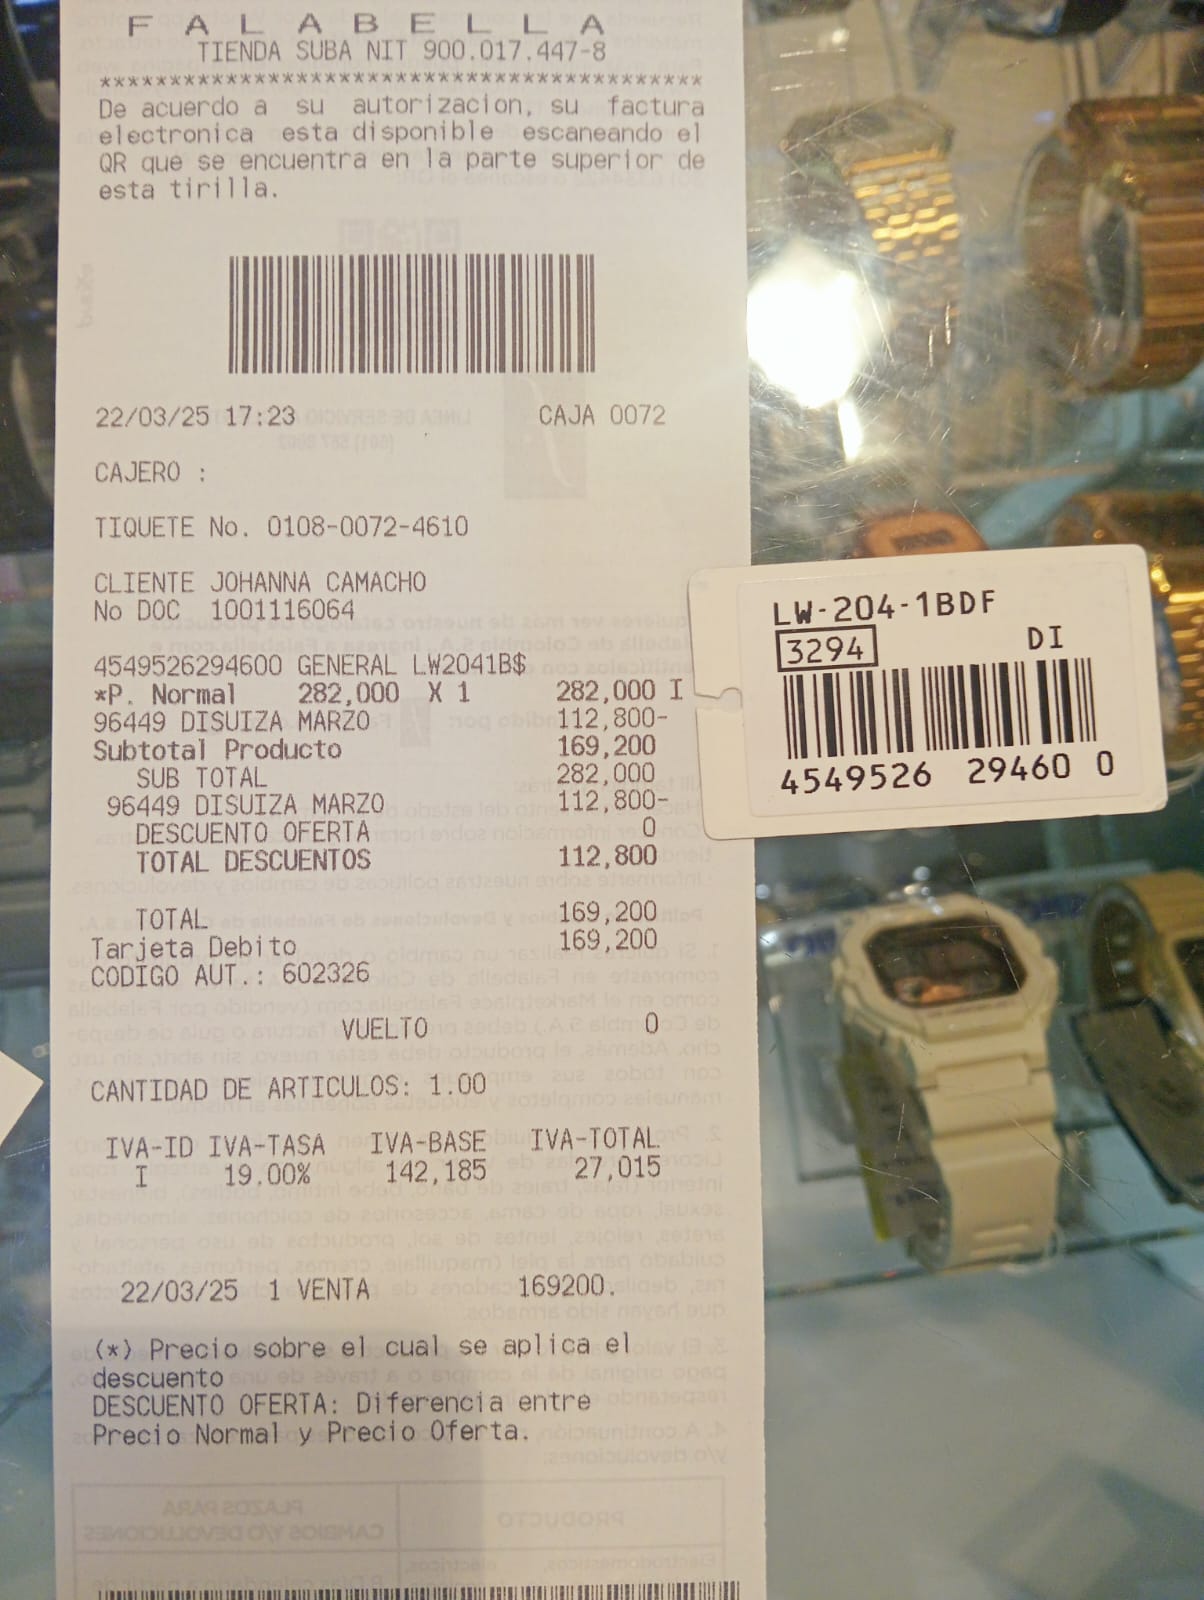 FALABELLA
TIENDA SUBA NIT 900.017.447-8
*******************************************
De acuerdo a su autorizacion, su factura
electronica esta disponible escaneando el
QR que se encuentra en la parte superior de
esta tirilla.
22/03/25 17:23 CAJA 0072
CAJERO :
TIQUETE No. 0108-0072-4610
CLIENTE JOHANNA CAMACHO
No DOC 1001116064
4549526294600 GENERAL LW2041B$
*P. Normal 282,000 X 1 282,000 I
96449 DISUIZA MARZO 112,800-
Subtotal Producto 169,200
SUB TOTAL 282,000
96449 DISUIZA MARZO 112,800-
DESCUENTO OFERTA 0
TOTAL DESCUENTOS 112,800
TOTAL 169,200
Tarjeta Debito 169,200
CODIGO AUT.: 602326
VUELTO 0
CANTIDAD DE ARTICULOS: 1.00
IVA-ID IVA-TASA IVA-BASE IVA-TOTAL
I 19.00% 142,185 27,015
22/03/25 1 VENTA 169200.
(*) Precio sobre el cual se aplica el
descuento
DESCUENTO OFERTA: Diferencia entre
Precio Normal y Precio Oferta.
LW-204-1BDF
3294 DI
4549526 29460 0